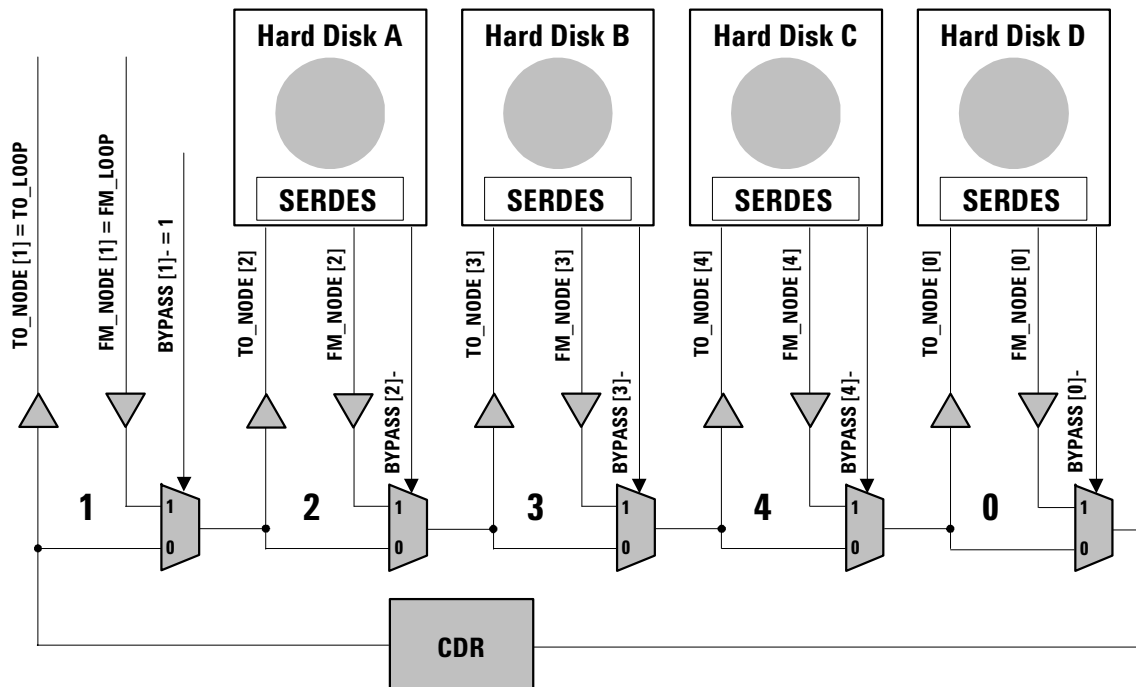 Hard Disk A
Hard Disk B
Hard Disk C
Hard Disk D
SERDES
SERDES
SERDES
SERDES
TO_NODE [1] = TO_LOOP
FM_NODE [1] = FM_LOOP
BYPASS [1]- = 1
TO_NODE [2]
FM_NODE [2]
BYPASS [2]-
TO_NODE [3]
FM_NODE [3]
BYPASS [3]-
TO_NODE [4]
FM_NODE [4]
BYPASS [4]-
TO_NODE [0]
FM_NODE [0]
BYPASS [0]-
1
1
0
2
1
0
3
1
0
4
1
0
0
1
0
CDR